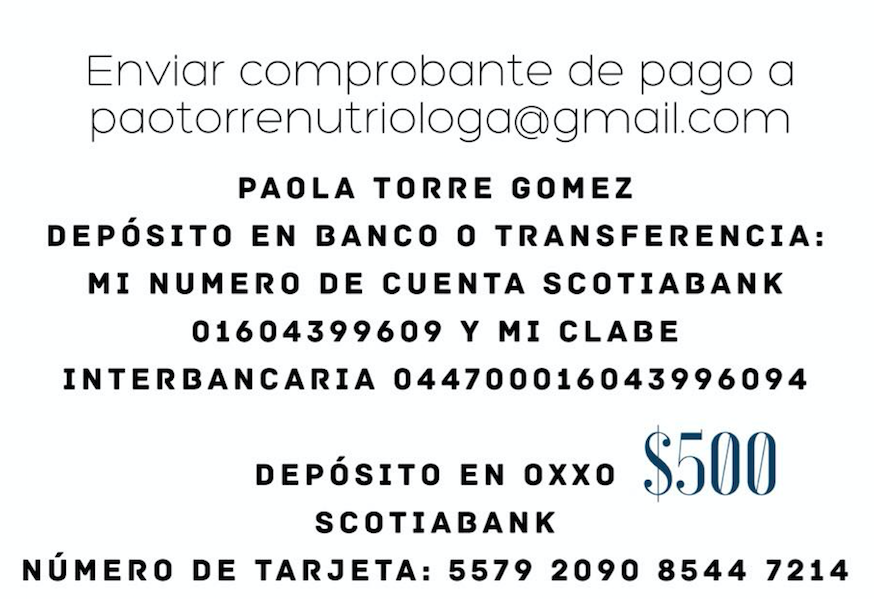 Enviar comprobante de pago a
paotorrenutriologa@gmail.com
PAOLA TORRE GOMEZ
DEPÓSITO EN BANCO O TRANSFERENCIA:
MI NUMERO DE CUENTA SCOTIABANK
01604399609 Y MI CLABE
INTERBANCARIA 044700016043996094
DEPÓSITO EN OXXO $500
SCOTIABANK
NÚMERO DE TARJETA: 5579 2090 8544 7214